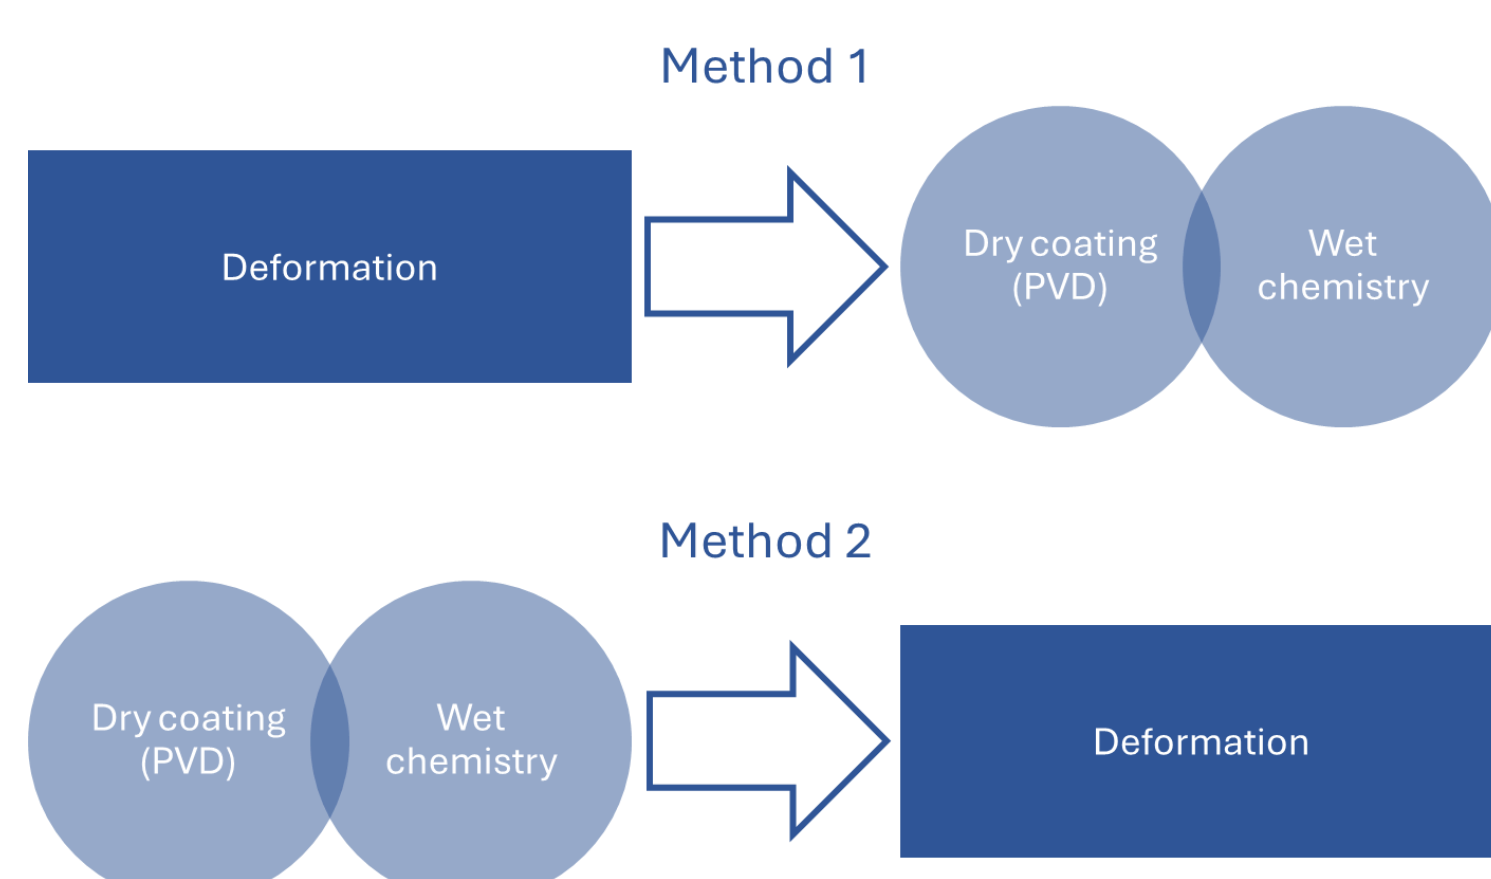 Method 1
Deformation
Dry coating
(PVD)
Wet
chemistry
Method 2
Dry coating
(PVD)
Wet
chemistry
Deformation